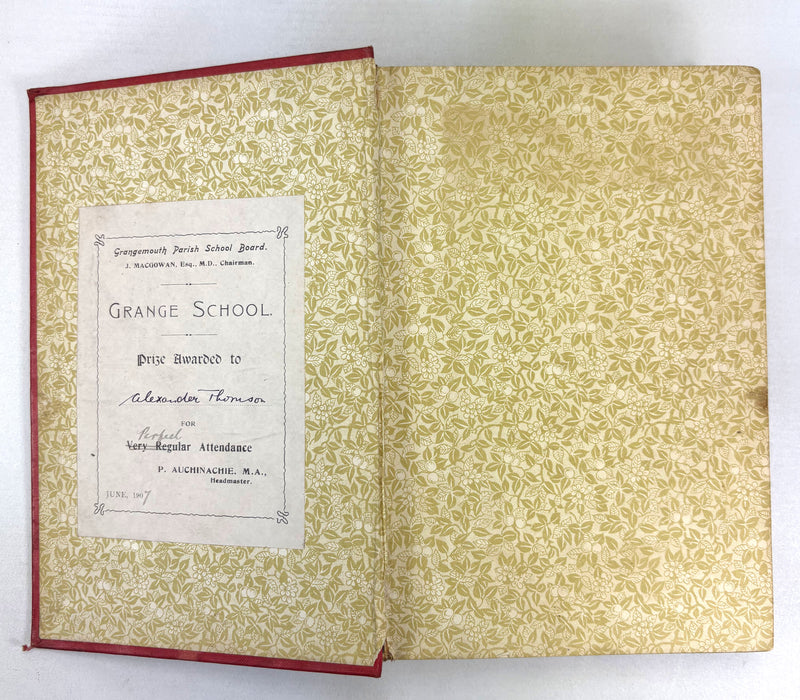 Grangemouth Parish School Board.
J. MACGOWAN, Esq., M.D., Chairman.
GRANGE SCHOOL.
Prize Awarded to
Alexander Thomson
FOR
Perfect
Very Regular Attendance
P. AUCHINACHIE, M.A.,
Headmaster.
JUNE, 1907